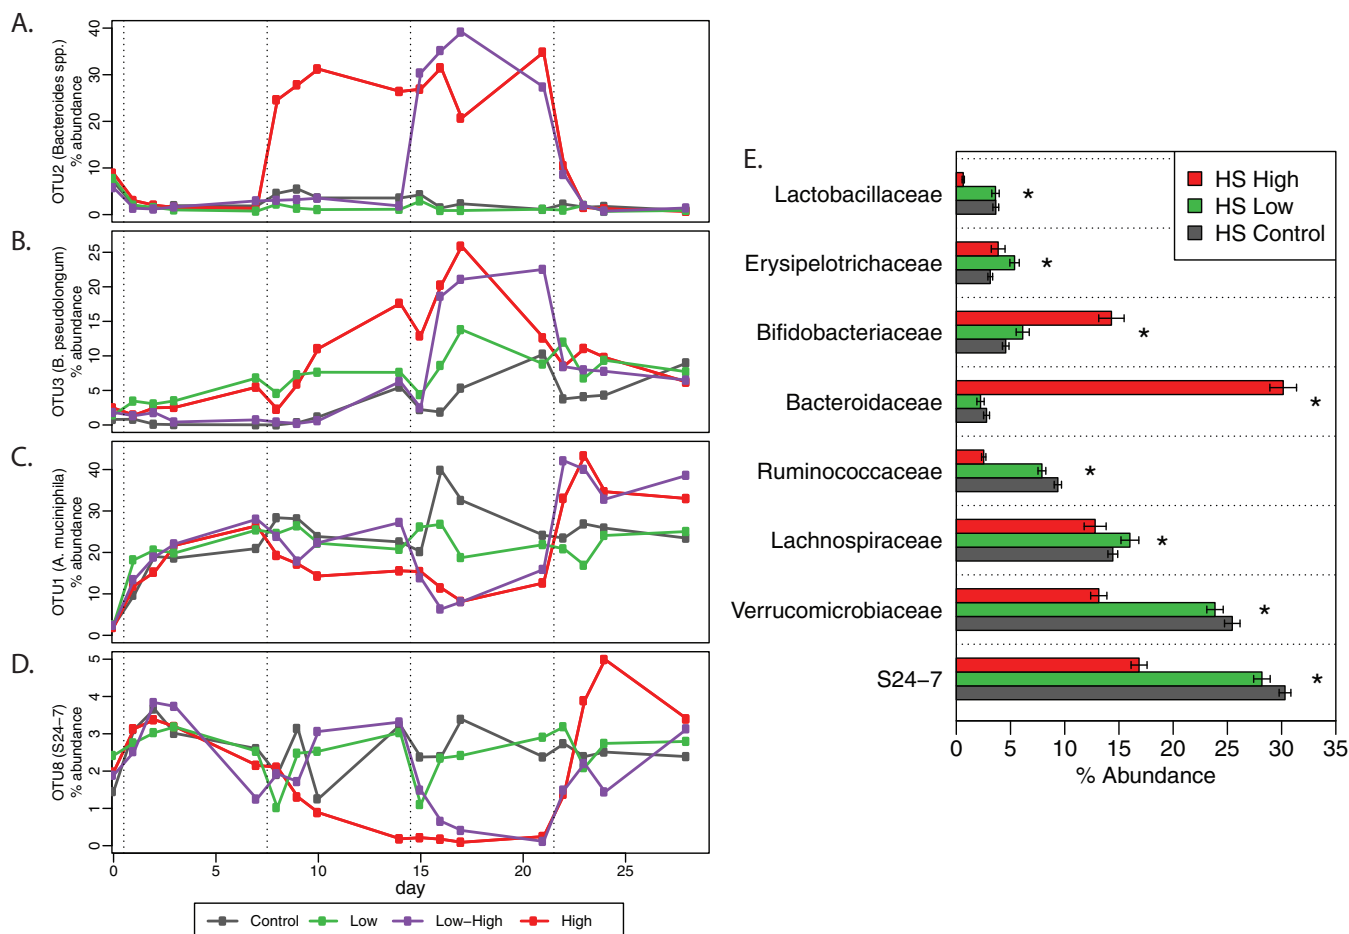 A.
OTU2 (Bacteroides spp.)
% abundance
40
30
20
10
0
B.
OTU3 (B. pseudolongum)
% abundance
25
20
15
10
5
0
C.
OTU1 (A. muciniphila)
% abundance
40
30
20
10
0
D.
OTU8 (S24−7)
% abundance
5
4
3
2
1
0
0 5 10 15 20 25
day
Control Low Low−High High
E.
HS High
HS Low
HS Control
Lactobacillaceae *
Erysipelotrichaceae *
Bifidobacteriaceae *
Bacteroidaceae *
Ruminococcaceae *
Lachnospiraceae *
Verrucomicrobiaceae *
S24−7 *
0 5 10 15 20 25 30 35
% Abundance